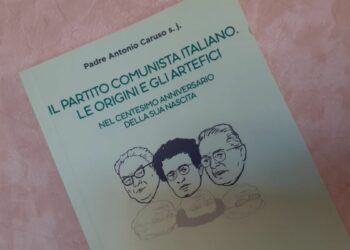 Padre Antonio Caruso s. j.
IL PARTITO COMUNISTA ITALIANO.
LE ORIGINI E GLI ARTEFICI
NEL CENTESIMO ANNIVERSARIO
DELLA SUA NASCITA